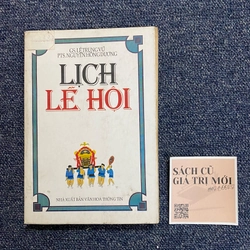 GS. LÊ TRUNG VŨ
PTS. NGUYỄN HỒNG DƯƠNG
LỊCH
LỄ HỘI
NHÀ XUẤT BẢN VĂN HÓA THÔNG TIN
SÁCH CŨ
GIÁ TRỊ MỚI